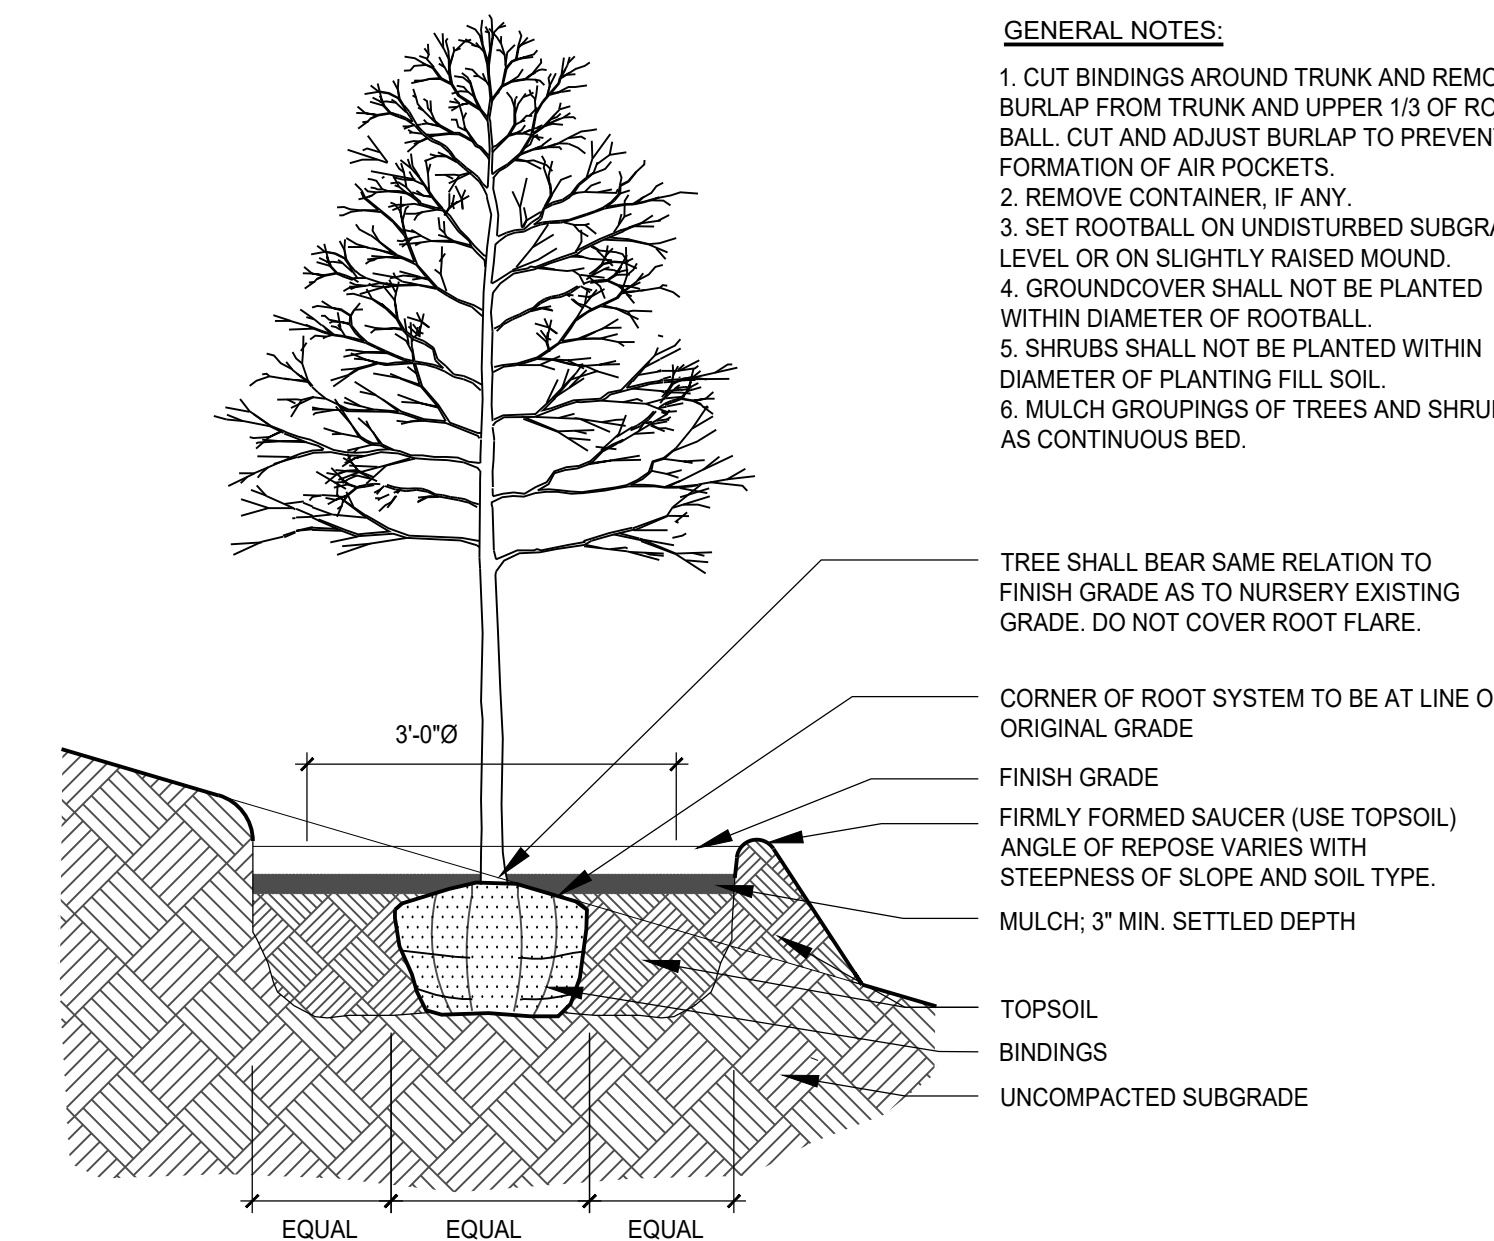 GENERAL NOTES:
1. CUT BINDINGS AROUND TRUNK AND
BURLAP FROM TRUNK AND UPPER 1/3 OF
BALL. CUT AND ADJUST BURLAP TO PREVENT
FORMATION OF AIR POCKETS.
2. REMOVE CONTAINER, IF ANY.
3. SET ROOTBALL ON UNDISTURBED
LEVEL OR ON SLIGHTLY RAISED MOUND.
4. GROUNDCOVER SHALL NOT BE PLANTED
WITHIN DIAMETER OF ROOTBALL.
5. SHRUBS SHALL NOT BE PLANTED WITHIN
DIAMETER OF PLANTING FILL SOIL.
6. MULCH GROUPINGS OF TREES AND
AS CONTINUOUS BED.
TREE SHALL BEAR SAME RELATION TO
FINISH GRADE AS TO NURSERY EXISTING
GRADE. DO NOT COVER ROOT FLARE.
CORNER OF ROOT SYSTEM TO BE AT LINE
ORIGINAL GRADE
3'-0"Ø
FINISH GRADE
FIRMLY FORMED SAUCER (USE TOPSOIL)
ANGLE OF REPOSE VARIES WITH
STEEPNESS OF SLOPE AND SOIL TYPE.
MULCH; 3" MIN. SETTLED DEPTH
TOPSOIL
BINDINGS
UNCOMPACTED SUBGRADE
EQUAL EQUAL EQUAL